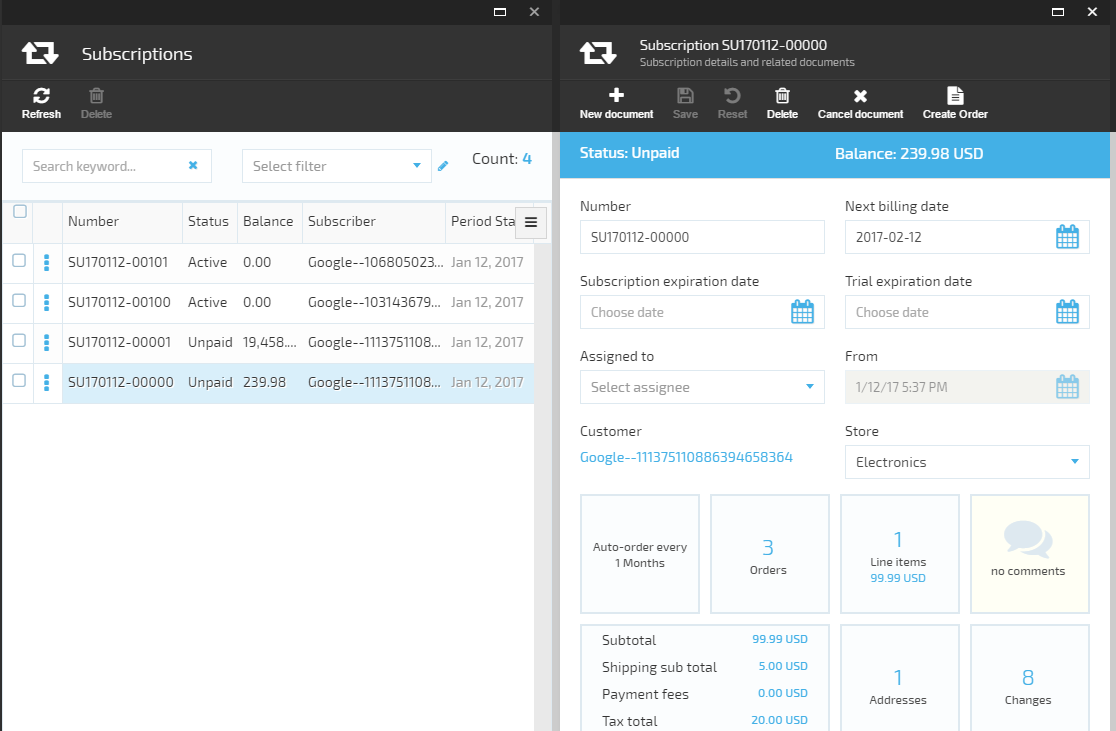 Subscriptions
Refresh
Delete
Search keyword...
Select filter
Count: 4
Number Status Balance Subscriber Period Sta
SU170112-00101 Active 0.00 Google--106805023... Jan 12, 2017
SU170112-00100 Active 0.00 Google--103143679... Jan 12, 2017
SU170112-00001 Unpaid 19,458.... Google--1113751108... Jan 12, 2017
SU170112-00000 Unpaid 239.98 Google--1113751108... Jan 12, 2017
Subscription SU170112-00000
Subscription details and related documents
New document Save Reset Delete Cancel document Create Order
Status: Unpaid Balance: 239.98 USD
Number Next billing date
SU170112-00000 2017-02-12
Subscription expiration date Trial expiration date
Choose date Choose date
Assigned to From
Select assignee 1/12/17 5:37 PM
Customer Store
Google--111375110886394658364 Electronics
Auto-order every
1 Months
3
Orders
1
Line items
99.99 USD
no comments
Subtotal 99.99 USD
Shipping sub total 5.00 USD
Payment fees 0.00 USD
Tax total 20.00 USD
1
Addresses
8
Changes